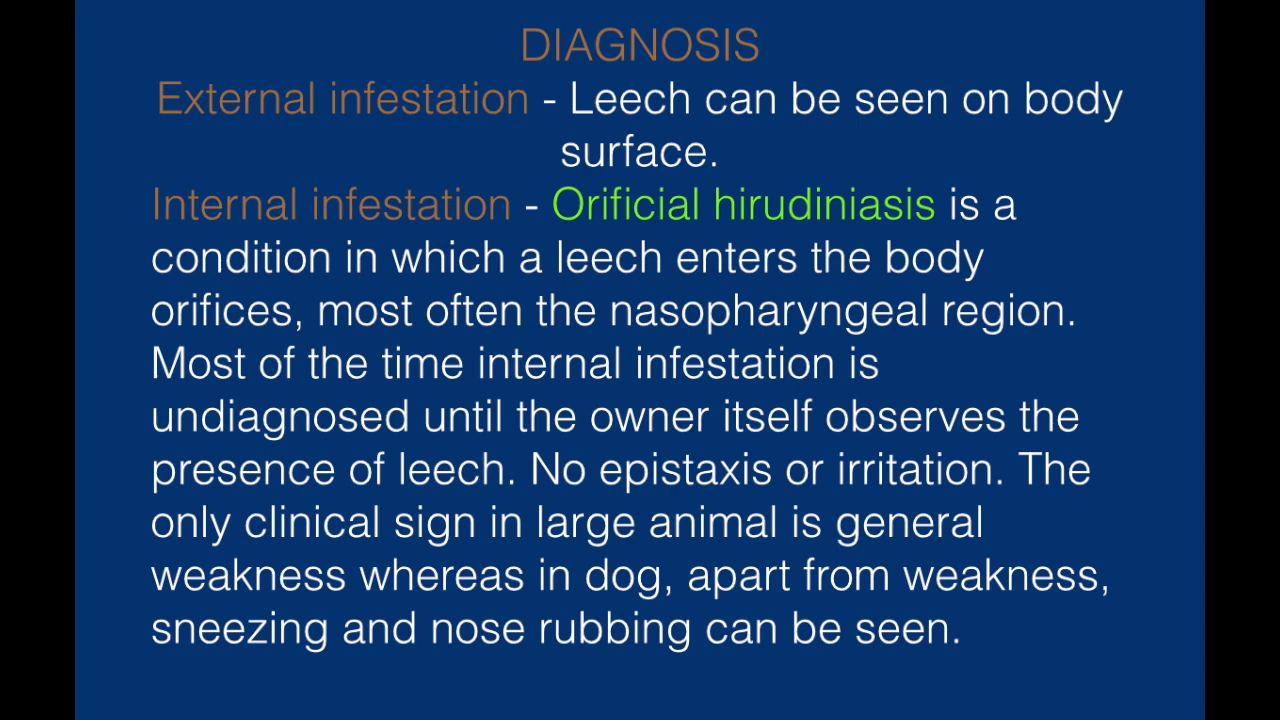 DIAGNOSIS
External infestation - Leech can be seen on body
surface.
Internal infestation - Orificial hirudiniasis is a
condition in which a leech enters the body
orifices, most often the nasopharyngeal region.
Most of the time internal infestation is
undiagnosed until the owner itself observes the
presence of leech. No epistaxis or irritation. The
only clinical sign in large animal is general
weakness whereas in dog, apart from weakness,
sneezing and nose rubbing can be seen.